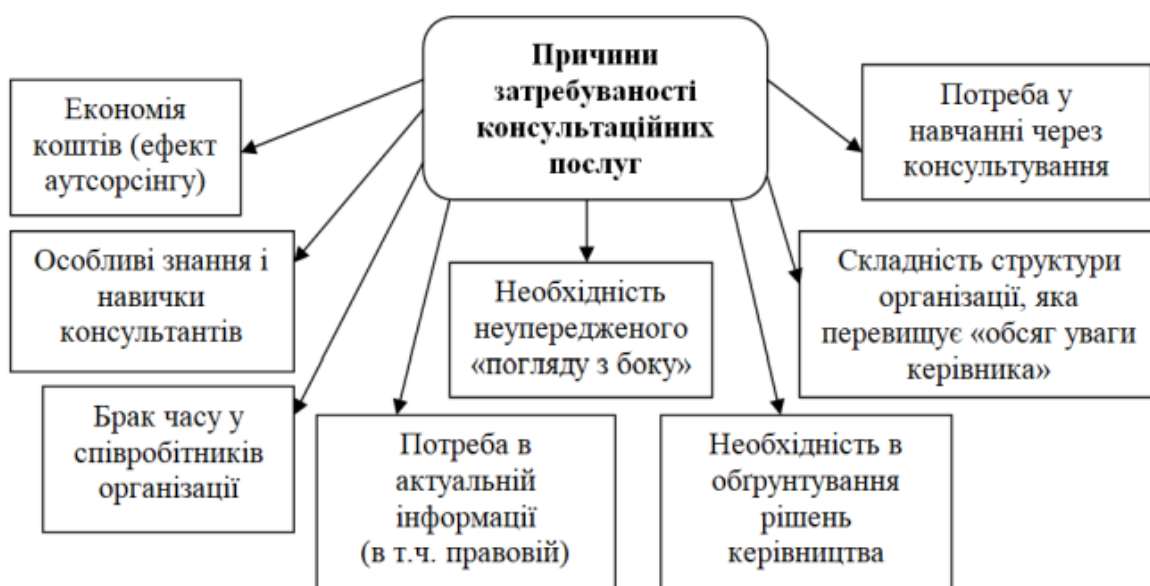 Причини
затребуваності
консультаційних
послуг
Економія
коштів (ефект
аутсорсінгу)
Особливі знання і
навички
консультантів
Брак часу у
співробітників
організації
Потреба в
актуальній
інформації
(в т.ч. правовій)
Необхідність
неупередженого
«погляду з боку»
Необхідність в
обґрунтування
рішень
керівництва
Складність структури
організації, яка
перевищує «обсяг уваги
керівника»
Потреба у
навчанні через
консультування